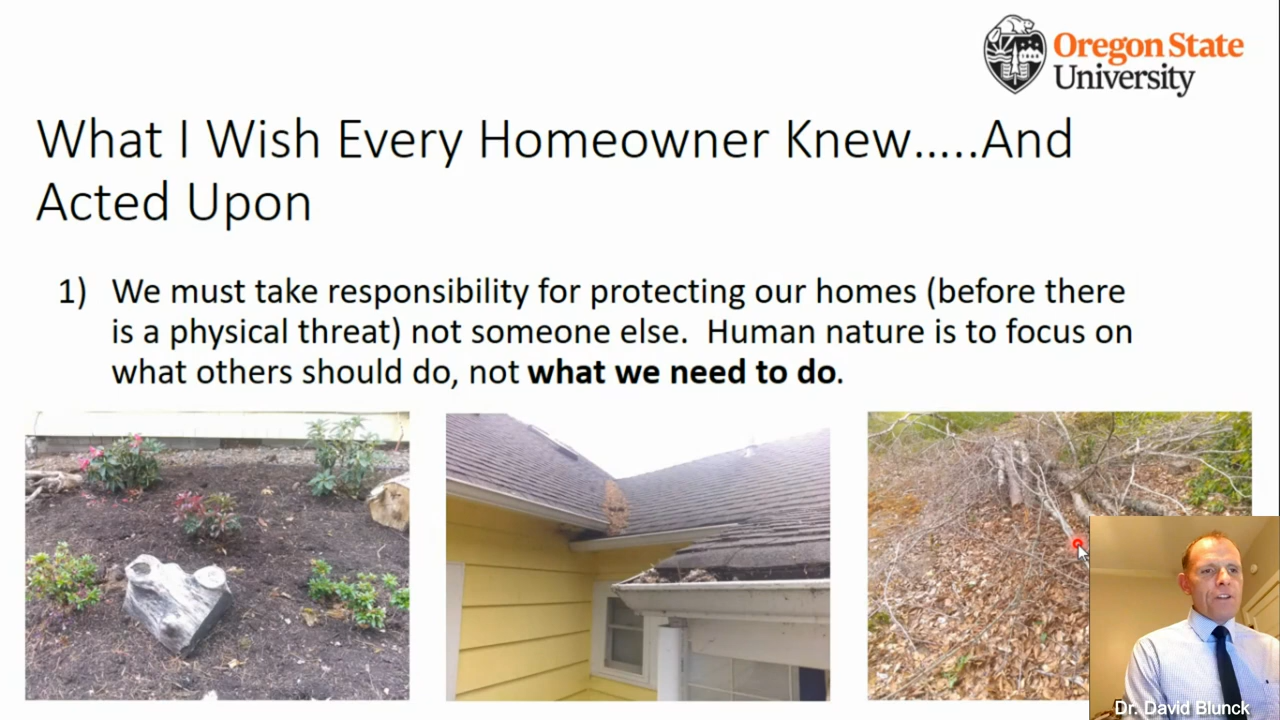 Oregon State
University
What I Wish Every Homeowner Knew…..And
Acted Upon
1) We must take responsibility for protecting our homes (before there
is a physical threat) not someone else.  Human nature is to focus on
what others should do, not what we need to do.
Dr. David Blunck